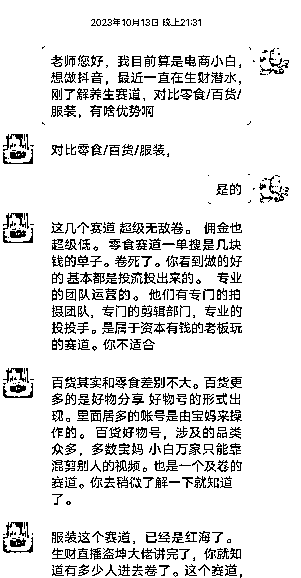 2023年10月13日 晚上21:31
老师您好，我目前算是电商小白，
想做抖音，最近一直在生财潜水，
刚了解养生赛道，对比零食/百货/
服装，有啥优势啊
对比零食/百货/服装，
是的
这几个赛道 超级无敌卷。 佣金也
超级低。 零食赛道一单搜是几块
钱的单子。卷死了。你看到做的好
的 基本都是投流投出来的。 专业
的团队运营的。 他们有专门的拍
摄团队，专门的剪辑部门，专业的
投投手。是属于资本有钱的老板玩
的赛道。你不适合
百货其实和零食差别不大。百货更
多的是好物分享 好物号的形式出
现。里面居多的账号是由宝妈来操
作的。 百货好物号，涉及的品类
众多，多数宝妈 小白万家只能靠
混剪别人的视频。也是一个及卷的
赛道。你去稍微了解一下就知道
了。
服装这个赛道，已经是红海了。
生财直播盗坤大佬讲完了，你就知
道有多少人进去卷了。这个赛道，